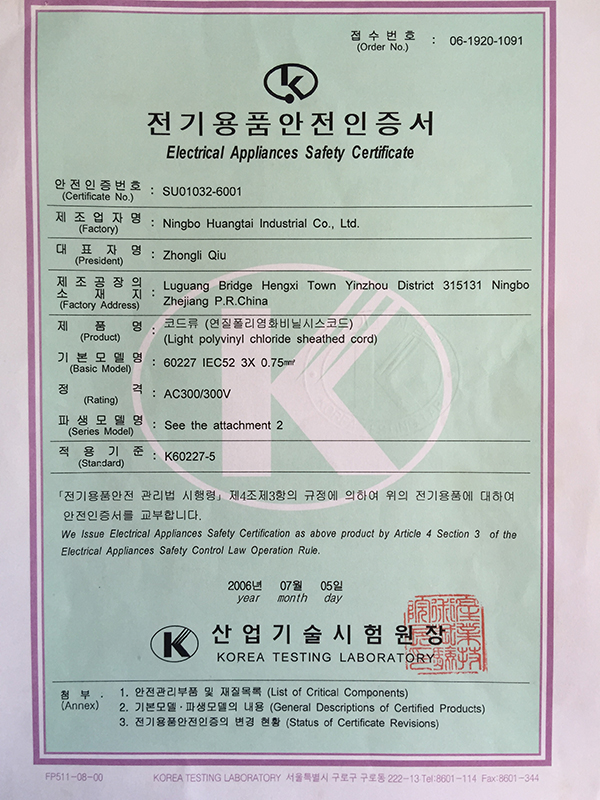 접수번호 : 06-1920-1091
(Order No.)
K
전기용품안전인증서
Electrical Appliances Safety Certificate
안전인증번호 : SU01032-6001
(Certificate No.)
제조업자명 : Ningbo Huangtai Industrial Co., Ltd.
(Factory)
대표자명 : Zhongli Qiu
(President)
제조공장의 Luguang Bridge Hengxi Town Yinzhou District 315131 Ningbo
소재지 : Zhejiang P.R.China
(Factory Address)
제품명 : 코드류 (연질폴리염화비닐시스코드)
(Product) (Light polyvinyl chloride sheathed cord)
기본모델명 : 60227 IEC52 3X 0.75㎟
(Basic Model)
정격 : AC300/300V
(Rating)
파생모델명 : See the attachment 2
(Series Model)
적용기준 : K60227-5
(Standard)
「전기용품안전 관리법 시행령」 제4조제3항의 규정에 의하여 위의 전기용품에 대하여
안전인증서를 교부합니다.
We Issue Electrical Appliances Safety Certification as above product by Article 4 Section 3 of the
Electrical Appliances Safety Control Law Operation Rule.
2006년 07월 05일
year month day
K 산업기술시험원장
KOREA TESTING LABORATORY
첨부. 1. 안전관리부품 및 재질목록 (List of Critical Components)
(Annex) 2. 기본모델·파생모델의 내용 (General Descriptions of Certified Products)
3. 전기용품안전인증의 변경 현황 (Status of Certificate Revisions)
FP511-08-00 KOREA TESTING LABORATORY 서울특별시 구로구 구로동 222-13 Tel:8601-114 Fax:8601-344